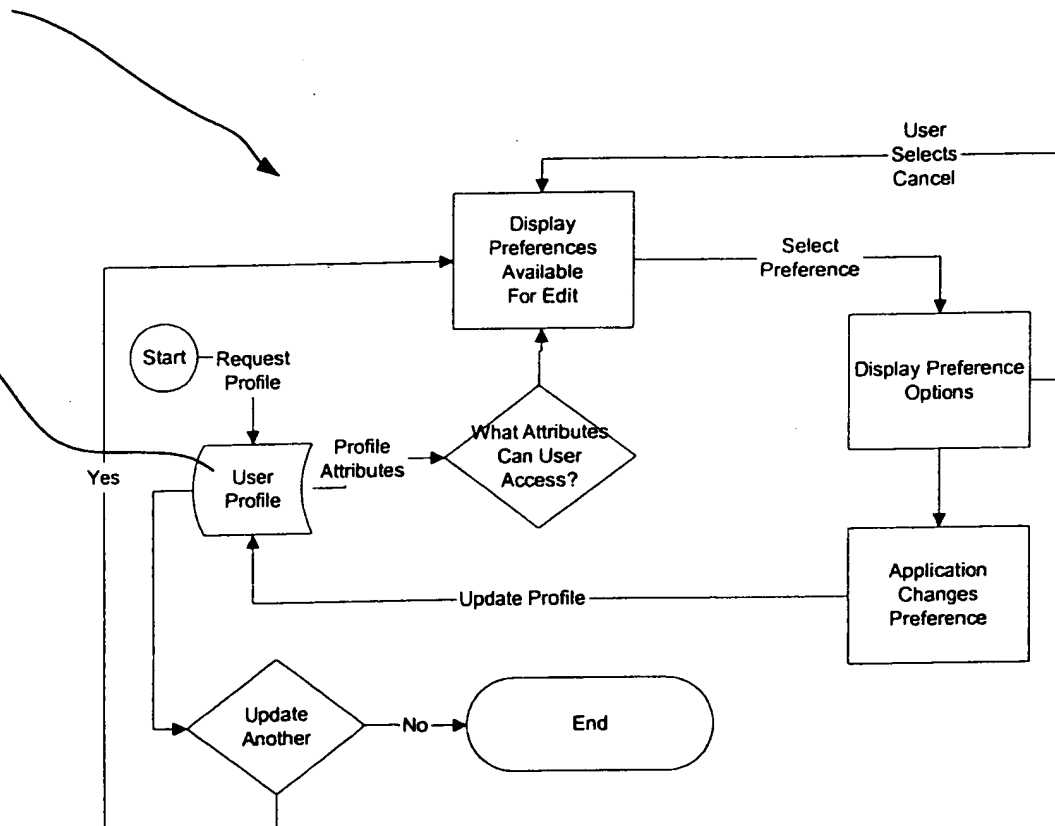 User
Selects
Cancel
Display
Preferences
Available
For Edit
Select
Preference
Start
Request
Profile
Display Preference
Options
What Attributes
Can User
Access?
Profile
Attributes
User
Profile
Yes
Application
Changes
Preference
Update Profile
Update
Another
No
End